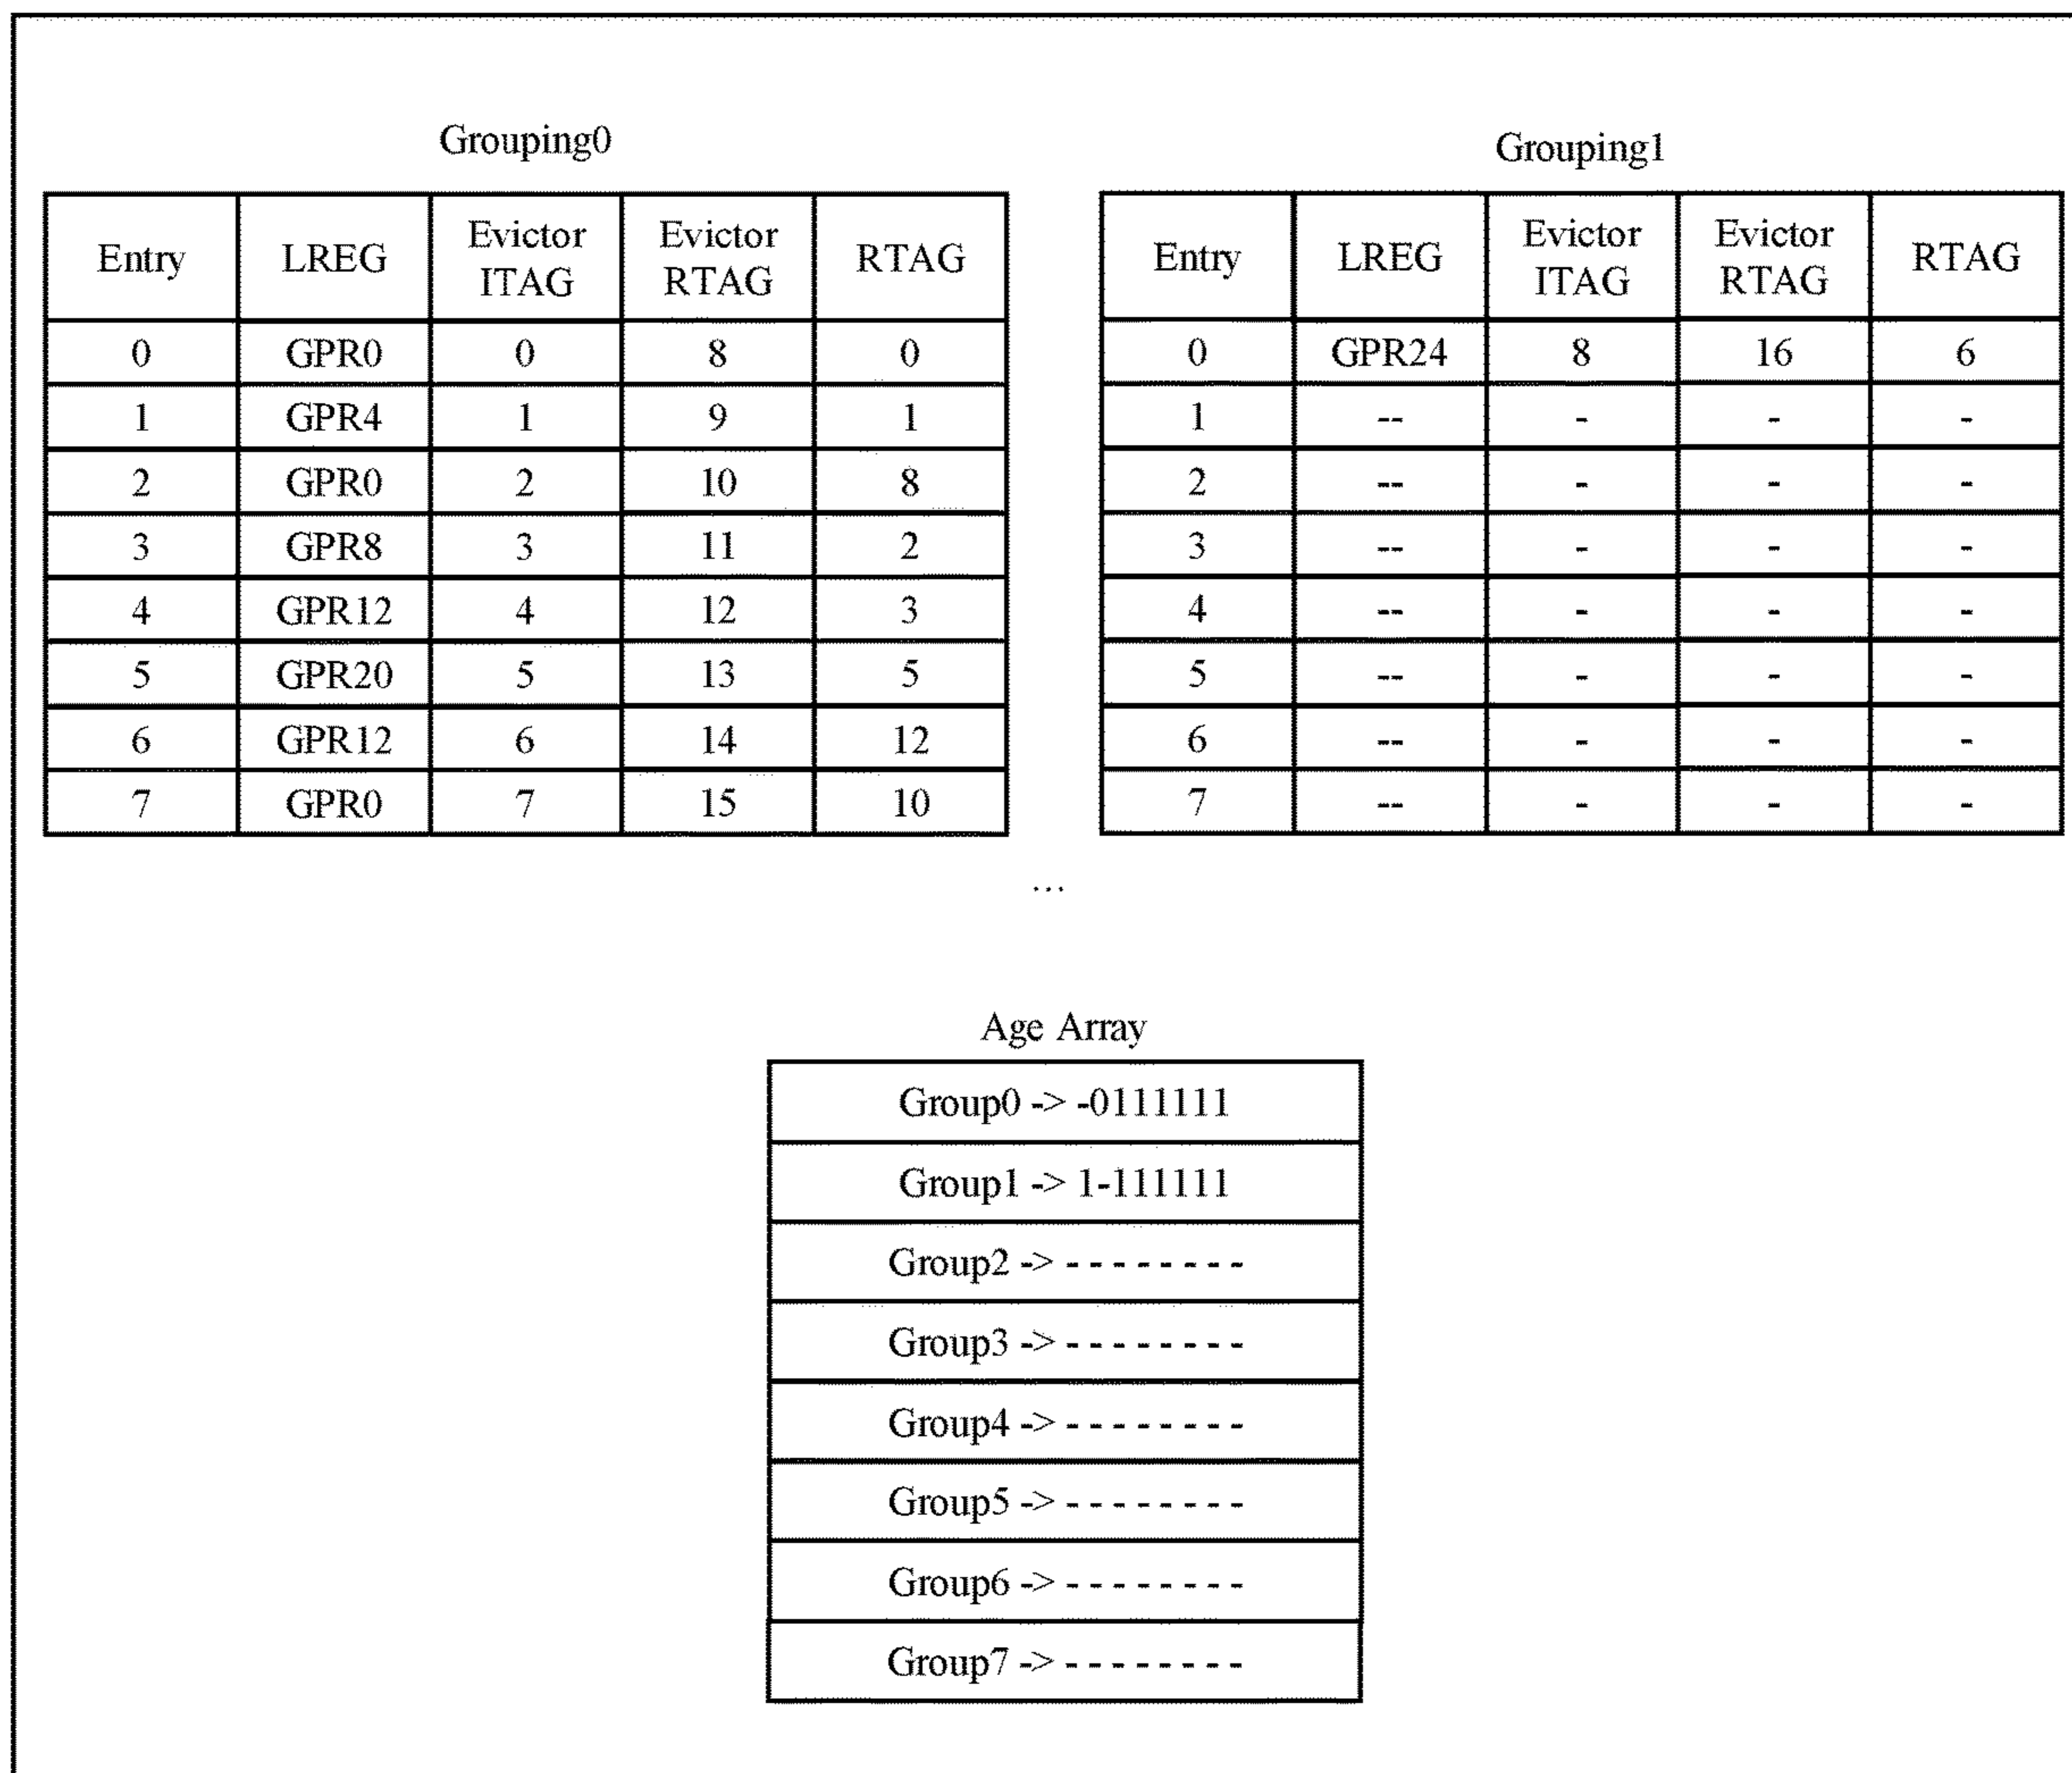 Grouping0
Entry LREG Evictor ITAG Evictor RTAG RTAG
0 GPR0 0 8 0
1 GPR4 1 9 1
2 GPR0 2 10 8
3 GPR8 3 11 2
4 GPR12 4 12 3
5 GPR20 5 13 5
6 GPR12 6 14 12
7 GPR0 7 15 10
Grouping1
Entry LREG Evictor ITAG Evictor RTAG RTAG
0 GPR24 8 16 6
1 -- - - -
2 -- - - -
3 -- - - -
4 -- - - -
5 -- - - -
6 -- - - -
7 -- - - -
...
Age Array
Group0 -> -0111111
Group1 -> 1-111111
Group2 -> - - - - - - - -
Group3 -> - - - - - - - -
Group4 -> - - - - - - - -
Group5 -> - - - - - - - -
Group6 -> - - - - - - - -
Group7 -> - - - - - - - -